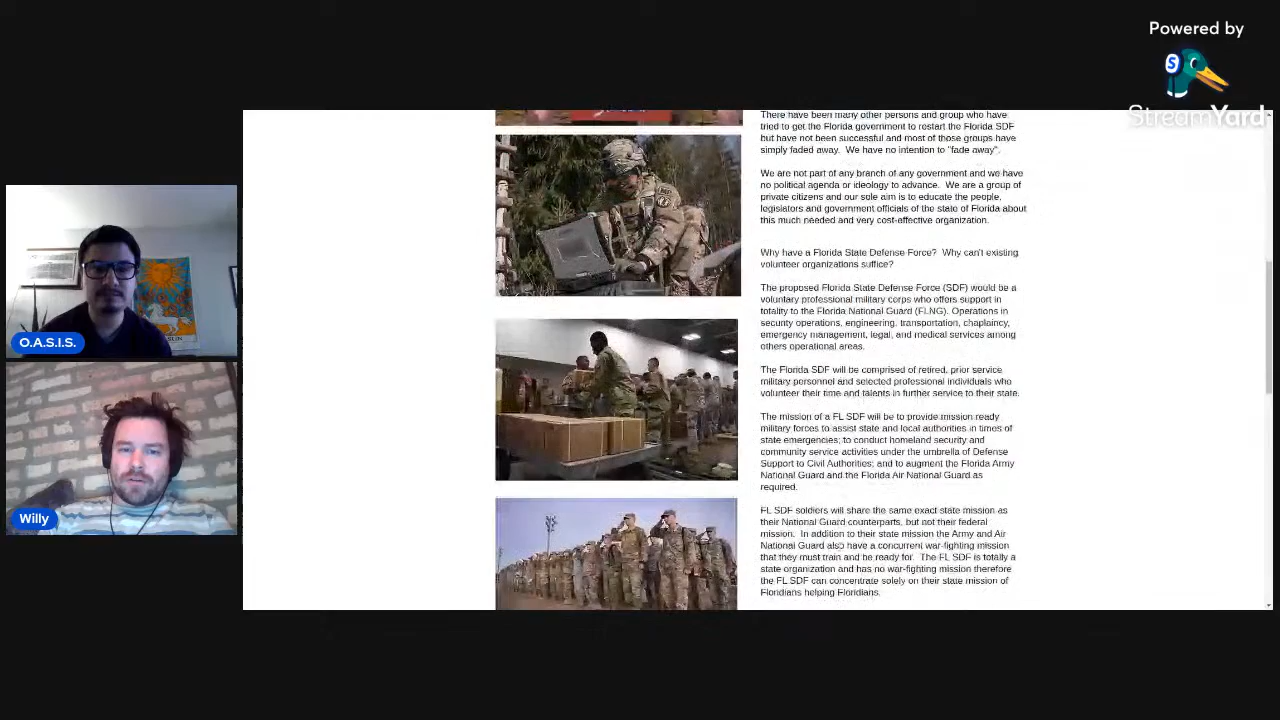 Powered by
S
StreamYard
There have been many other persons and group who have
tried to get the Florida government to restart the Florida SDF
but have not been successful and most of those groups have
simply faded away. We have no intention to "fade away".
We are not part of any branch of any government and we have
no political agenda or ideology to advance. We are a group of
private citizens and our sole aim is to educate the people,
legislators and government officials of the state of Florida about
this much needed and very cost-effective organization.
Why have a Florida State Defense Force? Why can't existing
volunteer organizations suffice?
The proposed Florida State Defense Force (SDF) would be a
voluntary professional military corps who offers support in
totality to the Florida National Guard (FLNG). Operations in
security operations, engineering, transportation, chaplaincy,
emergency management, legal, and medical services among
others operational areas.
The Florida SDF will be comprised of retired, prior service
military personnel and selected professional individuals who
volunteer their time and talents in further service to their state.
The mission of a FL SDF will be to provide mission ready
military forces to assist state and local authorities in times of
state emergencies; to conduct homeland security and
community service activities under the umbrella of Defense
Support to Civil Authorities; and to augment the Florida Army
National Guard and the Florida Air National Guard as
required.
FL SDF soldiers will share the same exact state mission as
their National Guard counterparts, but not their federal
mission. In addition to their state mission the Army and Air
National Guard also have a concurrent war-fighting mission
that they must train and be ready for. The FL SDF is totally a
state organization and has no war-fighting mission therefore
the FL SDF can concentrate solely on their state mission of
Floridians helping Floridians.
O.A.S.I.S.
Willy